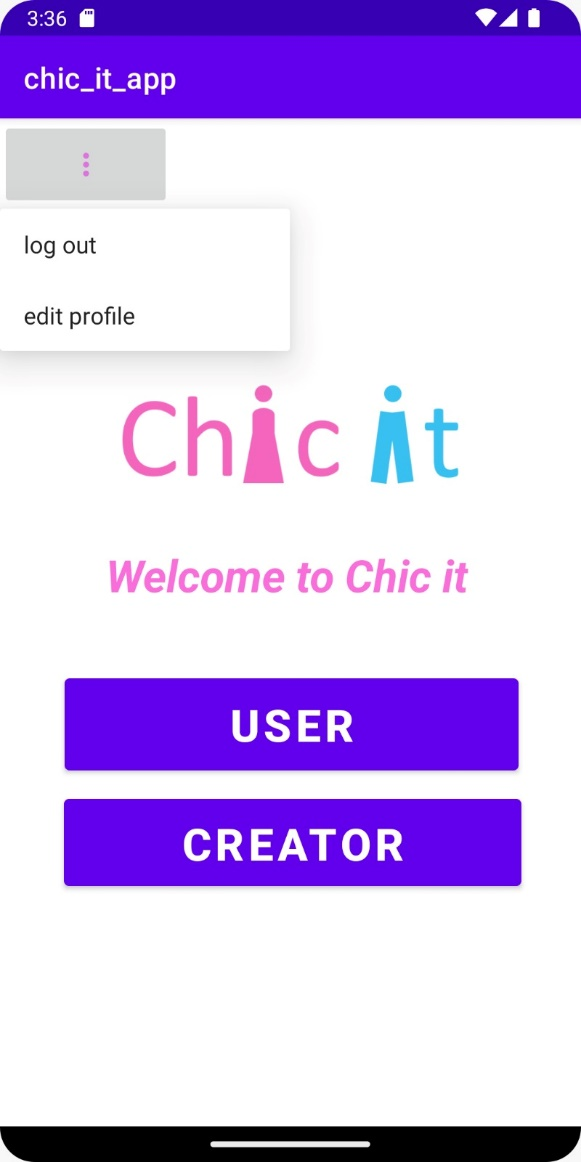 3:36
chic_it_app
log out
edit profile
Chic it
Welcome to Chic it
USER
CREATOR